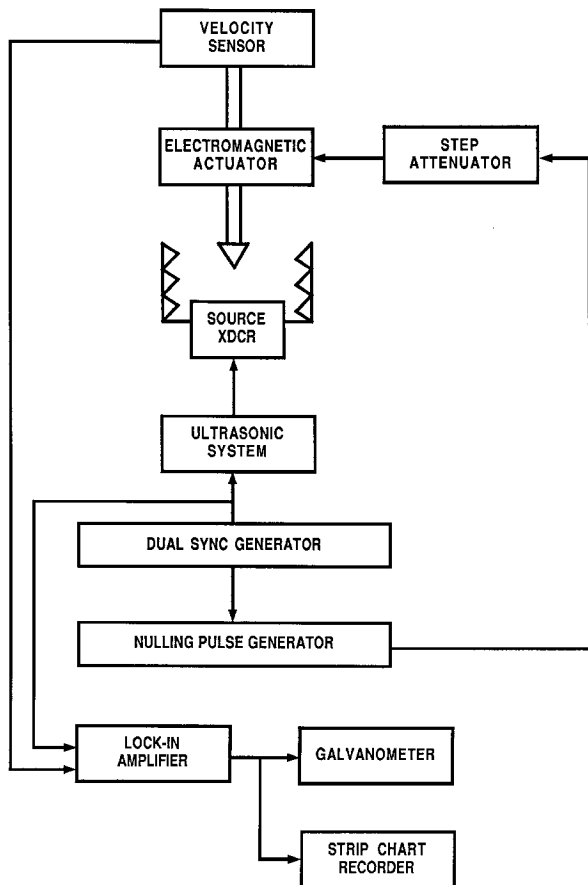 VELOCITY
SENSOR
ELECTROMAGNETIC
ACTUATOR
STEP
ATTENUATOR
SOURCE
XDCR
ULTRASONIC
SYSTEM
DUAL SYNC GENERATOR
NULLING PULSE GENERATOR
LOCK-IN
AMPLIFIER
GALVANOMETER
STRIP CHART
RECORDER